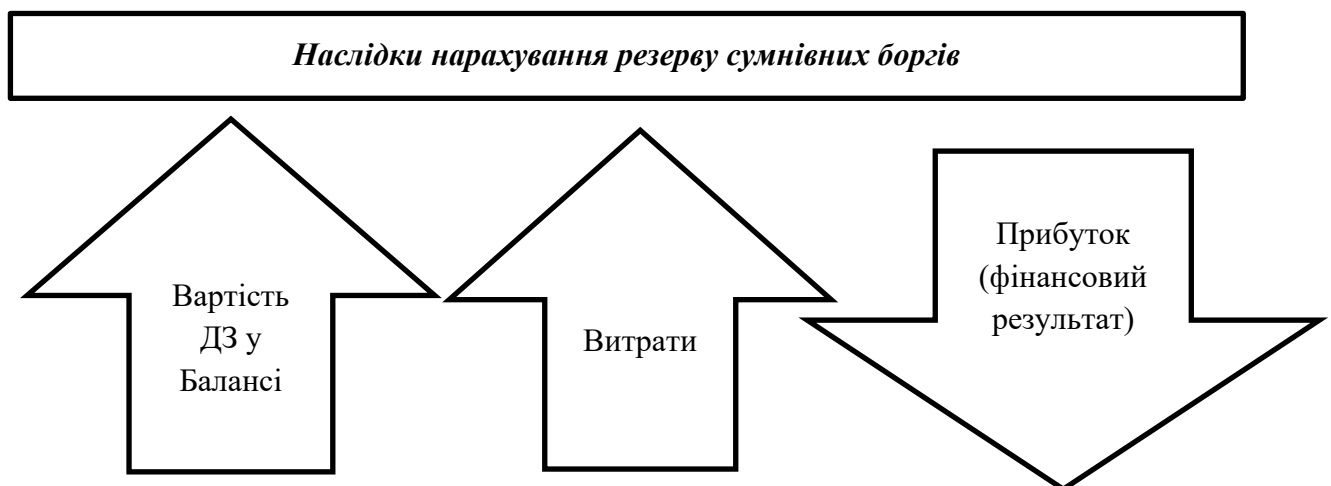 Наслідки нарахування резерву сумнівних боргів
Вартість
ДЗ у
Балансі
Витрати
Прибуток
(фінансовий
результат)